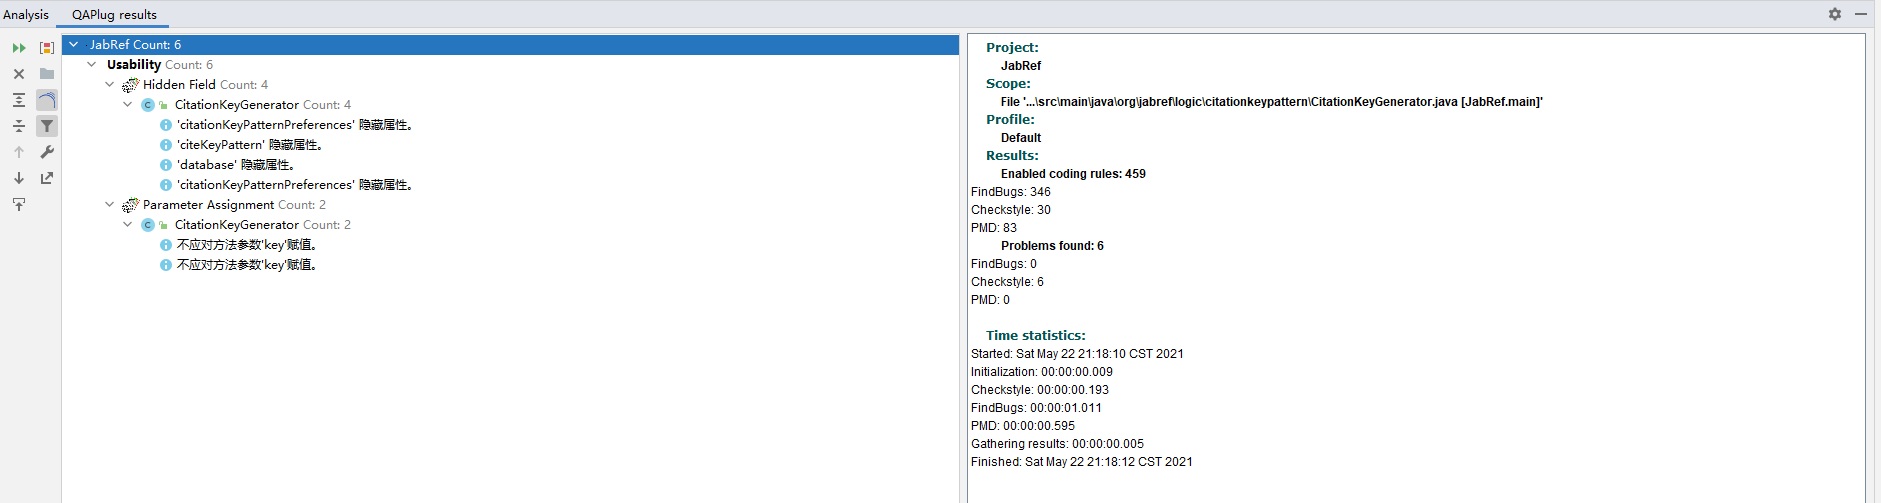 Analysis QAPlug results
JabRef Count: 6
Usability Count: 6
Hidden Field Count: 4
CitationKeyGenerator Count: 4
'citationKeyPatternPreferences' 隐藏属性。
'citeKeyPattern' 隐藏属性。
'database' 隐藏属性。
'citationKeyPatternPreferences' 隐藏属性。
Parameter Assignment Count: 2
CitationKeyGenerator Count: 2
不应对方法参数'key'赋值。
不应对方法参数'key'赋值。
Project:
JabRef
Scope:
File '...\src\main\java\org\jabref\logic\citationkeypattern\CitationKeyGenerator.java [JabRef.main]'
Profile:
Default
Results:
Enabled coding rules: 459
FindBugs: 346
Checkstyle: 30
PMD: 83
Problems found: 6
FindBugs: 0
Checkstyle: 6
PMD: 0
Time statistics:
Started: Sat May 22 21:18:10 CST 2021
Initialization: 00:00:00.009
Checkstyle: 00:00:00.193
FindBugs: 00:00:01.011
PMD: 00:00:00.595
Gathering results: 00:00:00.005
Finished: Sat May 22 21:18:12 CST 2021